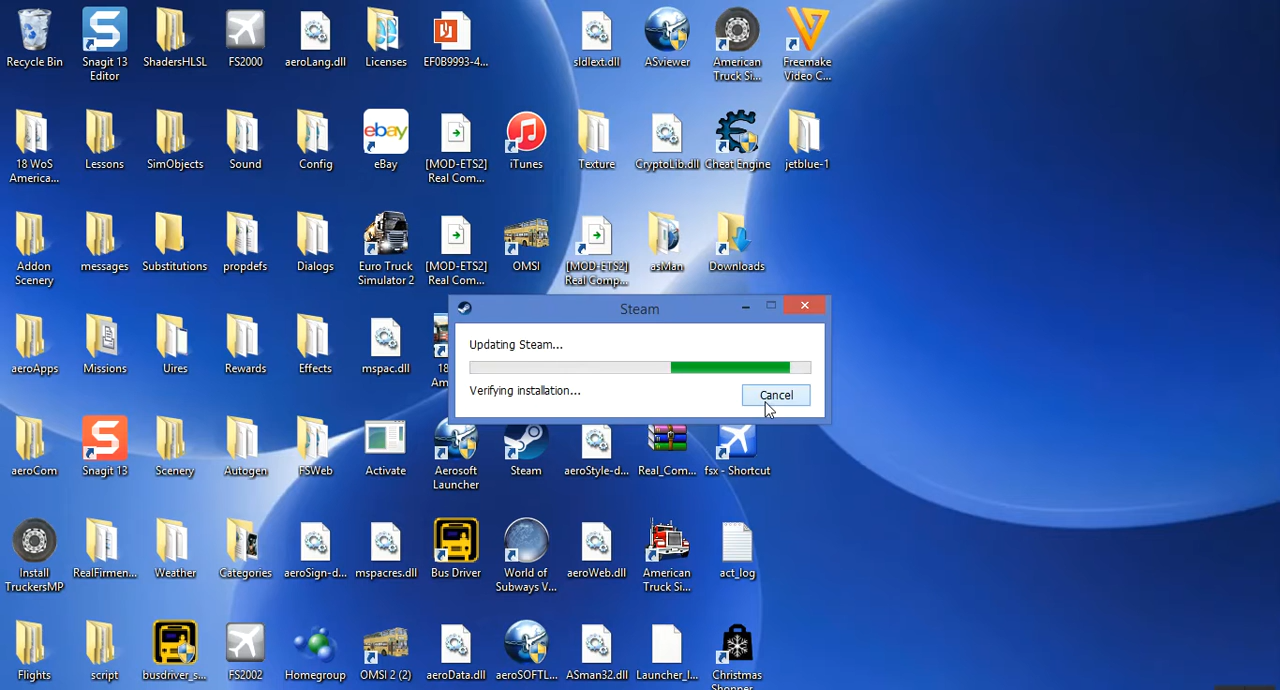 Recycle Bin
Snagit 13
Editor
ShadersHLSL
FS2000
aeroLang.dll
Licenses
EF0B9993-4...
sldlext.dll
ASviewer
American
Truck Si...
Freemake
Video C...
18 WoS
America...
Lessons
SimObjects
Sound
Config
ebay
eBay
[MOD-ETS2]
Real Com...
iTunes
Texture
CryptoLib.dll
Cheat Engine
jetblue-1
Addon
Scenery
messages
Substitutions
propdefs
Dialogs
Euro Truck
Simulator 2
[MOD-ETS2]
Real Com...
OMSI
[MOD-ETS2]
Real Comp...
asMan
Downloads
Steam
Updating Steam...
Verifying installation...
Cancel
aeroApps
Missions
Uires
Rewards
Effects
mspac.dll
18
Am
aeroCom
Snagit 13
Scenery
Autogen
FSWeb
Activate
Aerosoft
Launcher
Steam
aeroStyle-d...
Real_Com...
fsx - Shortcut
Install
TruckersMP
RealFirmen...
Weather
Categories
aeroSign-d...
mspacres.dll
Bus Driver
World of
Subways V...
aeroWeb.dll
American
Truck Si...
act_log
Flights
script
busdriver_s...
FS2002
Homegroup
OMSI 2 (2)
aeroData.dll
aeroSOFTL...
ASman32.dll
Launcher_l...
Christmas
Shopper